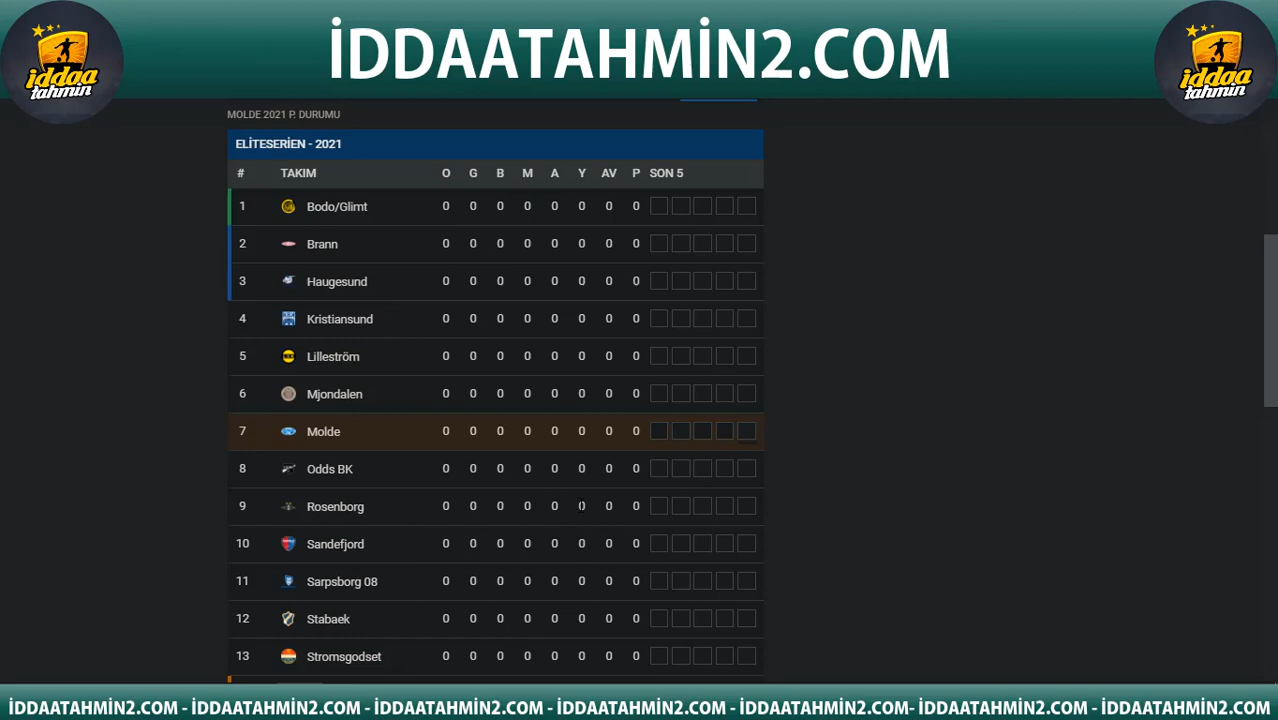 iddaa
tahmin
İDDAATAHMİN2.COM
iddaa
tahmin
MOLDE 2021 P. DURUMU
ELİTESERİEN - 2021
# TAKIM O G B M A Y AV P SON 5
1 Bodo/Glimt 0 0 0 0 0 0 0 0
2 Brann 0 0 0 0 0 0 0 0
3 Haugesund 0 0 0 0 0 0 0 0
4 Kristiansund 0 0 0 0 0 0 0 0
5 Lilleström 0 0 0 0 0 0 0 0
6 Mjondalen 0 0 0 0 0 0 0 0
7 Molde 0 0 0 0 0 0 0 0
8 Odds BK 0 0 0 0 0 0 0 0
9 Rosenborg 0 0 0 0 0 0 0 0
10 Sandefjord 0 0 0 0 0 0 0 0
11 Sarpsborg 08 0 0 0 0 0 0 0 0
12 Stabaek 0 0 0 0 0 0 0 0
13 Stromsgodset 0 0 0 0 0 0 0 0
İDDAATAHMİN2.COM - İDDAATAHMİN2.COM - İDDAATAHMİN2.COM - İDDAATAHMİN2.COM - İDDAATAHMİN2.COM- İDDAATAHMİN2.COM - İDDAATAHMİN2.COM